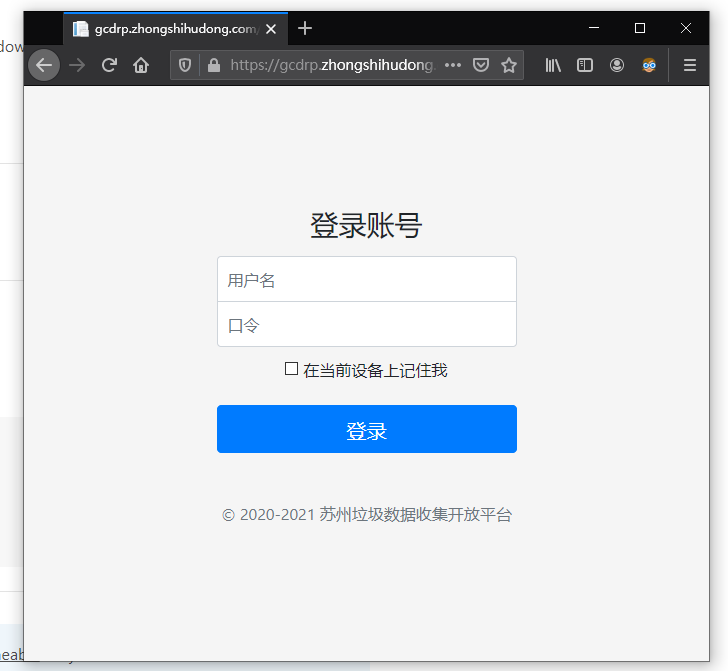 gcdrp.zhongshihudong.com/
https://gcdrp.zhongshihudong.
登录账号
用户名
口令
在当前设备上记住我
登录
© 2020-2021 苏州垃圾数据收集开放平台